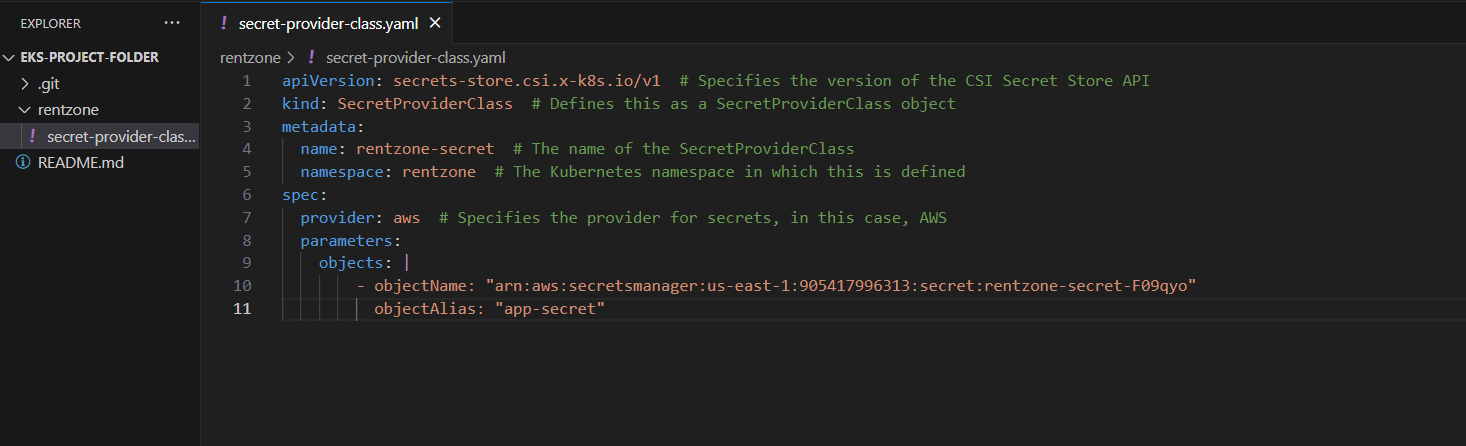 EXPLORER ···
EKS-PROJECT-FOLDER
.git
rentzone
! secret-provider-clas...
README.md
! secret-provider-class.yaml ×
rentzone > ! secret-provider-class.yaml
1 apiVersion: secrets-store.csi.x-k8s.io/v1  # Specifies the version of the CSI Secret Store API
2 kind: SecretProviderClass  # Defines this as a SecretProviderClass object
3 metadata:
4   name: rentzone-secret  # The name of the SecretProviderClass
5   namespace: rentzone  # The Kubernetes namespace in which this is defined
6 spec:
7   provider: aws  # Specifies the provider for secrets, in this case, AWS
8   parameters:
9     objects: |
10         - objectName: "arn:aws:secretsmanager:us-east-1:905417996313:secret:rentzone-secret-F09qyo"
11           objectAlias: "app-secret"